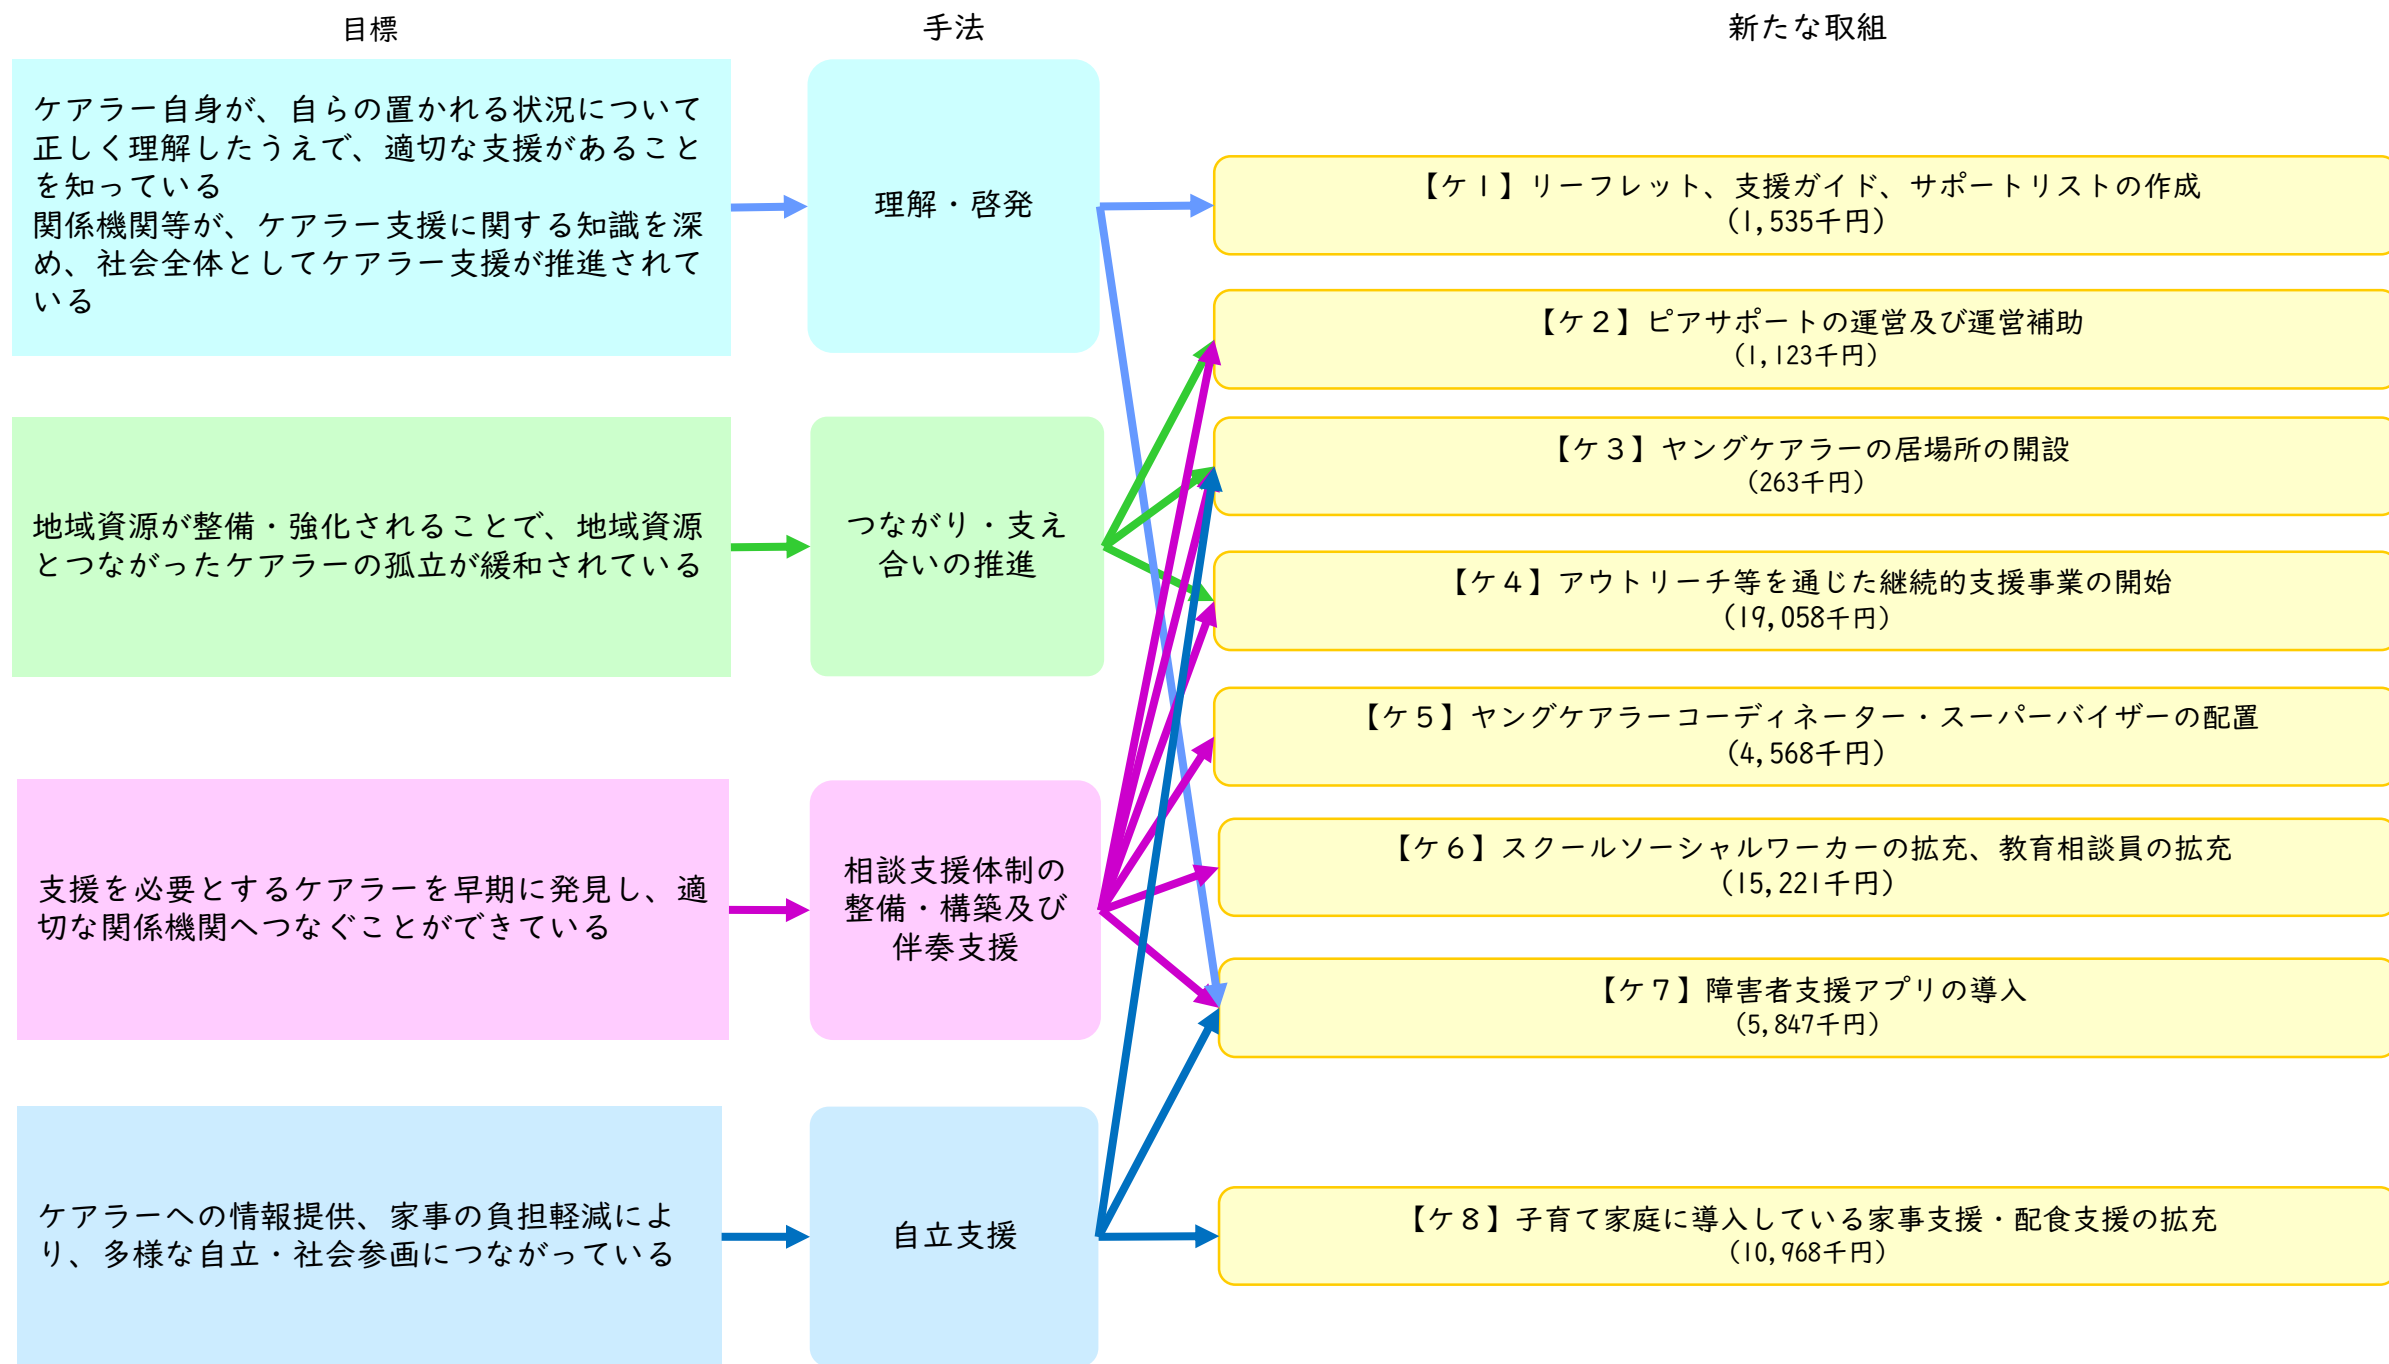 目標
手法
新たな取組
ケアラー自身が、自らの置かれる状況について
正しく理解したうえで、適切な支援があること
を知っている
関係機関等が、ケアラー支援に関する知識を深
め、社会全体としてケアラー支援が推進されて
いる
理解・啓発
【ケ1】リーフレット、支援ガイド、サポートリストの作成
(1,535千円)
【ケ2】ピアサポートの運営及び運営補助
(1,123千円)
地域資源が整備・強化されることで、地域資源
とつながったケアラーの孤立が緩和されている
つながり・支え
合いの推進
【ケ3】ヤングケアラーの居場所の開設
(263千円)
【ケ4】アウトリーチ等を通じた継続的支援事業の開始
(19,058千円)
【ケ5】ヤングケアラーコーディネーター・スーパーバイザーの配置
(4,568千円)
支援を必要とするケアラーを早期に発見し、適
切な関係機関へつなぐことができている
相談支援体制の
整備・構築及び
伴奏支援
【ケ6】スクールソーシャルワーカーの拡充、教育相談員の拡充
(15,221千円)
【ケ7】障害者支援アプリの導入
(5,847千円)
ケアラーへの情報提供、家事の負担軽減によ
り、多様な自立・社会参画につながっている
自立支援
【ケ8】子育て家庭に導入している家事支援・配食支援の拡充
(10,968千円)